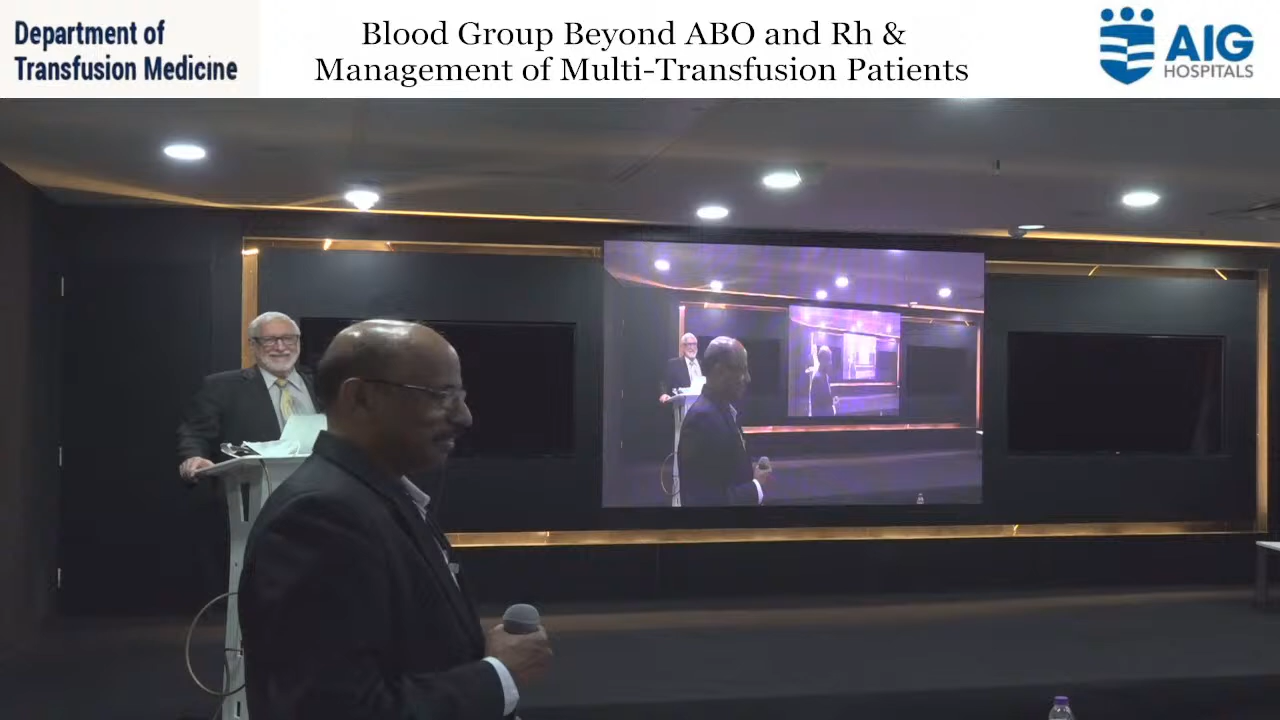 Department of
Transfusion Medicine
Blood Group Beyond ABO and Rh &
Management of Multi-Transfusion Patients
AIG
HOSPITALS